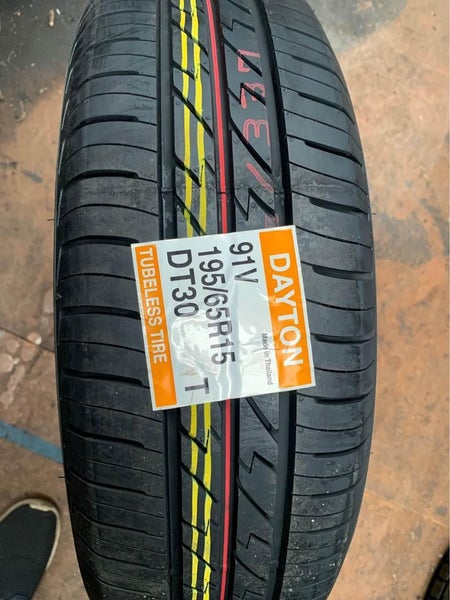 DAYTON
Made in Thailand
91V
195/65R15
DT30 T
TUBELESS TIRE